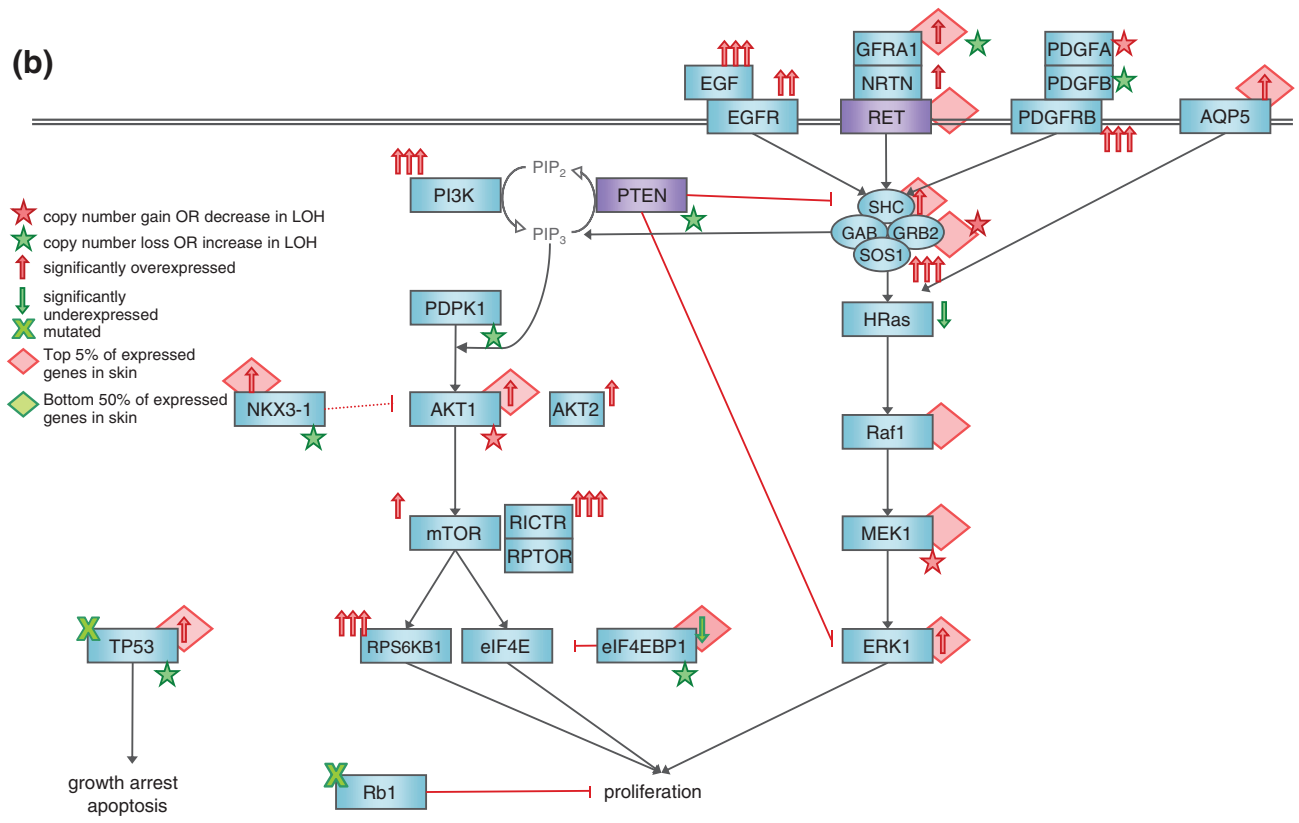 (b)
EGF
EGFR
GFRA1
NRTN
RET
PDGFA
PDGFB
PDGFRB
AQP5
PI3K
PIP2
PIP3
PTEN
SHC
GAB
GRB2
SOS1
copy number gain OR decrease in LOH
copy number loss OR increase in LOH
significantly overexpressed
significantly
underexpressed
mutated
Top 5% of expressed
genes in skin
Bottom 50% of expressed
genes in skin
PDPK1
HRas
NKX3-1
AKT1
AKT2
Raf1
mTOR
RICTR
RPTOR
MEK1
TP53
RPS6KB1
eIF4E
eIF4EBP1
ERK1
growth arrest
apoptosis
Rb1
proliferation